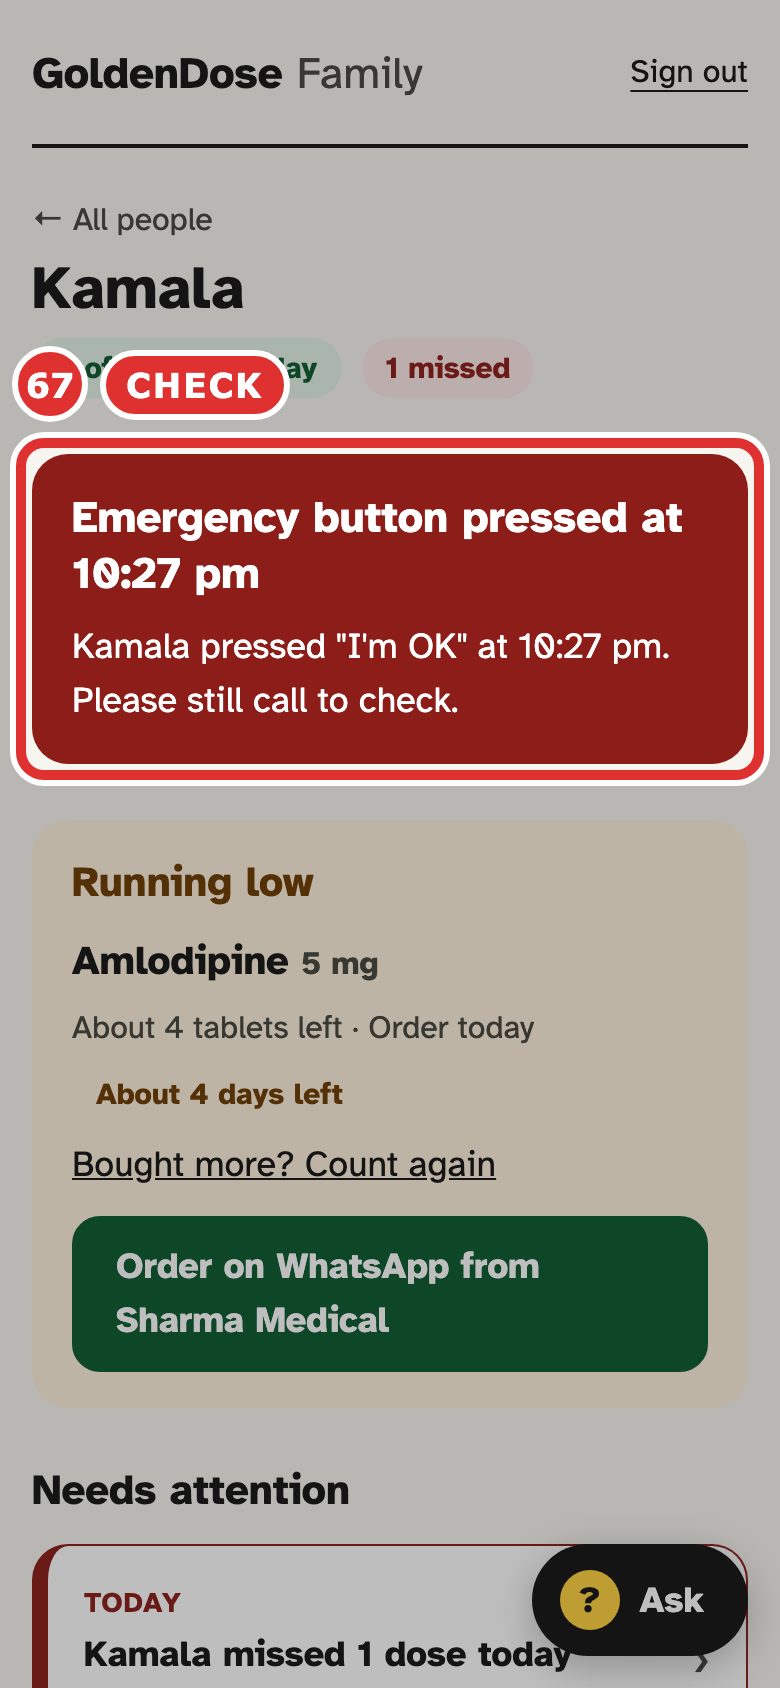 GoldenDose Family
Sign out
← All people
Kamala
67
CHECK
1 missed
Emergency button pressed at
10:27 pm
Kamala pressed "I'm OK" at 10:27 pm.
Please still call to check.
Running low
Amlodipine 5 mg
About 4 tablets left · Order today
About 4 days left
Bought more? Count again
Order on WhatsApp from
Sharma Medical
Needs attention
TODAY
Kamala missed 1 dose today
? Ask